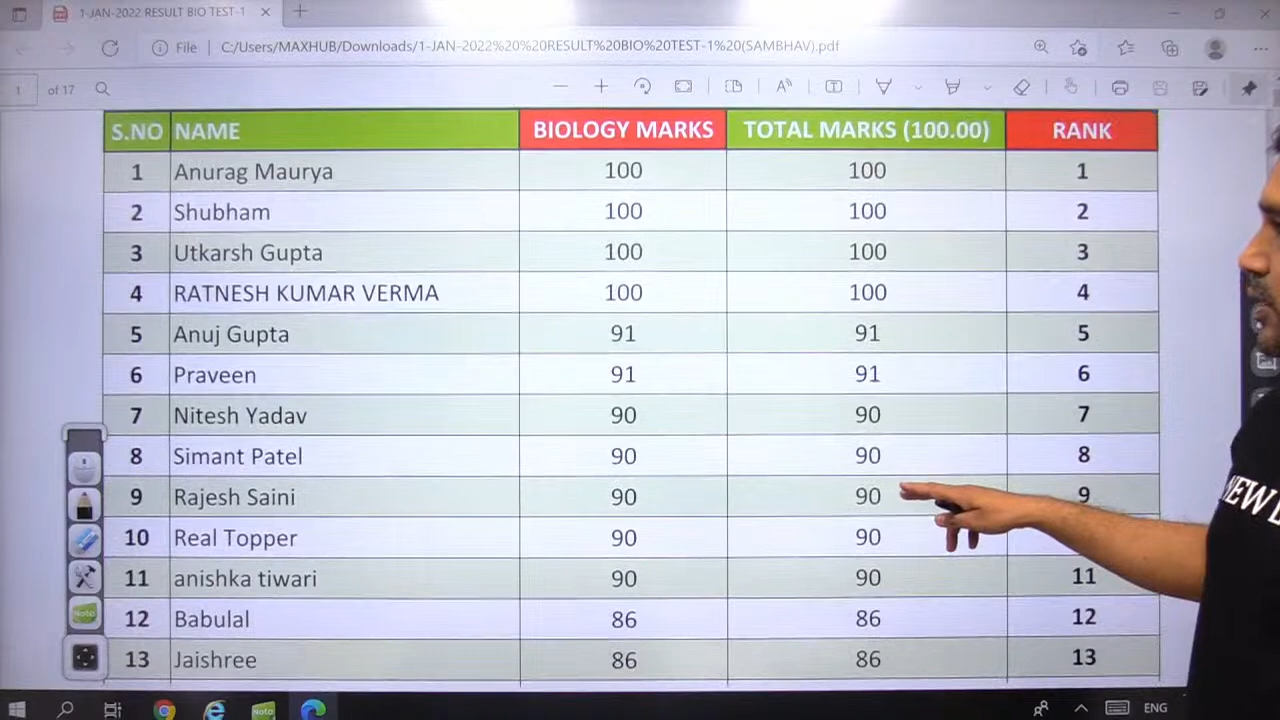 1-JAN-2022 RESULT BIO TEST-1
File C:/Users/MAXHUB/Downloads/1-JAN-2022%20%20RESULT%20BIO%20TEST-1%20(SAMBHAV).pdf
1 of 17
S.NO NAME BIOLOGY MARKS TOTAL MARKS (100.00) RANK
1 Anurag Maurya 100 100 1
2 Shubham 100 100 2
3 Utkarsh Gupta 100 100 3
4 RATNESH KUMAR VERMA 100 100 4
5 Anuj Gupta 91 91 5
6 Praveen 91 91 6
7 Nitesh Yadav 90 90 7
8 Simant Patel 90 90 8
9 Rajesh Saini 90 90 9
10 Real Topper 90 90
11 anishka tiwari 90 90 11
12 Babulal 86 86 12
13 Jaishree 86 86 13
Note
Note
ENG